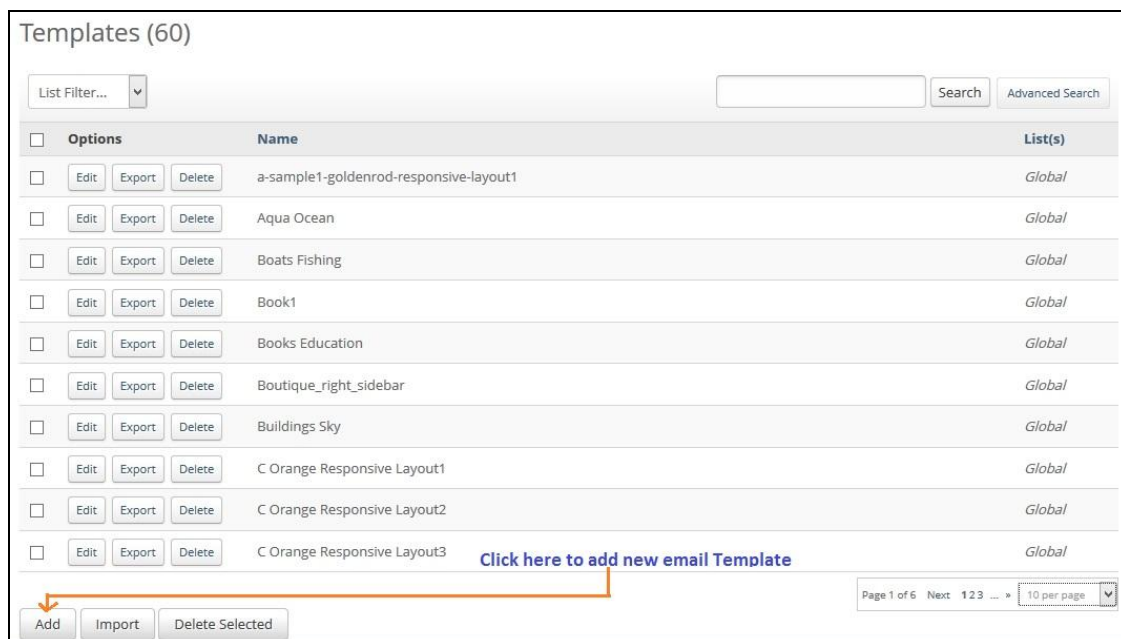 Templates (60)
List Filter... Search Advanced Search
Options Name List(s)
Edit Export Delete a-sample1-goldenrod-responsive-layout1 Global
Edit Export Delete Aqua Ocean Global
Edit Export Delete Boats Fishing Global
Edit Export Delete Book1 Global
Edit Export Delete Books Education Global
Edit Export Delete Boutique_right_sidebar Global
Edit Export Delete Buildings Sky Global
Edit Export Delete C Orange Responsive Layout1 Global
Edit Export Delete C Orange Responsive Layout2 Global
Edit Export Delete C Orange Responsive Layout3 Global
Click here to add new email Template
Page 1 of 6 Next 1 2 3 ... » 10 per page
Add Import Delete Selected